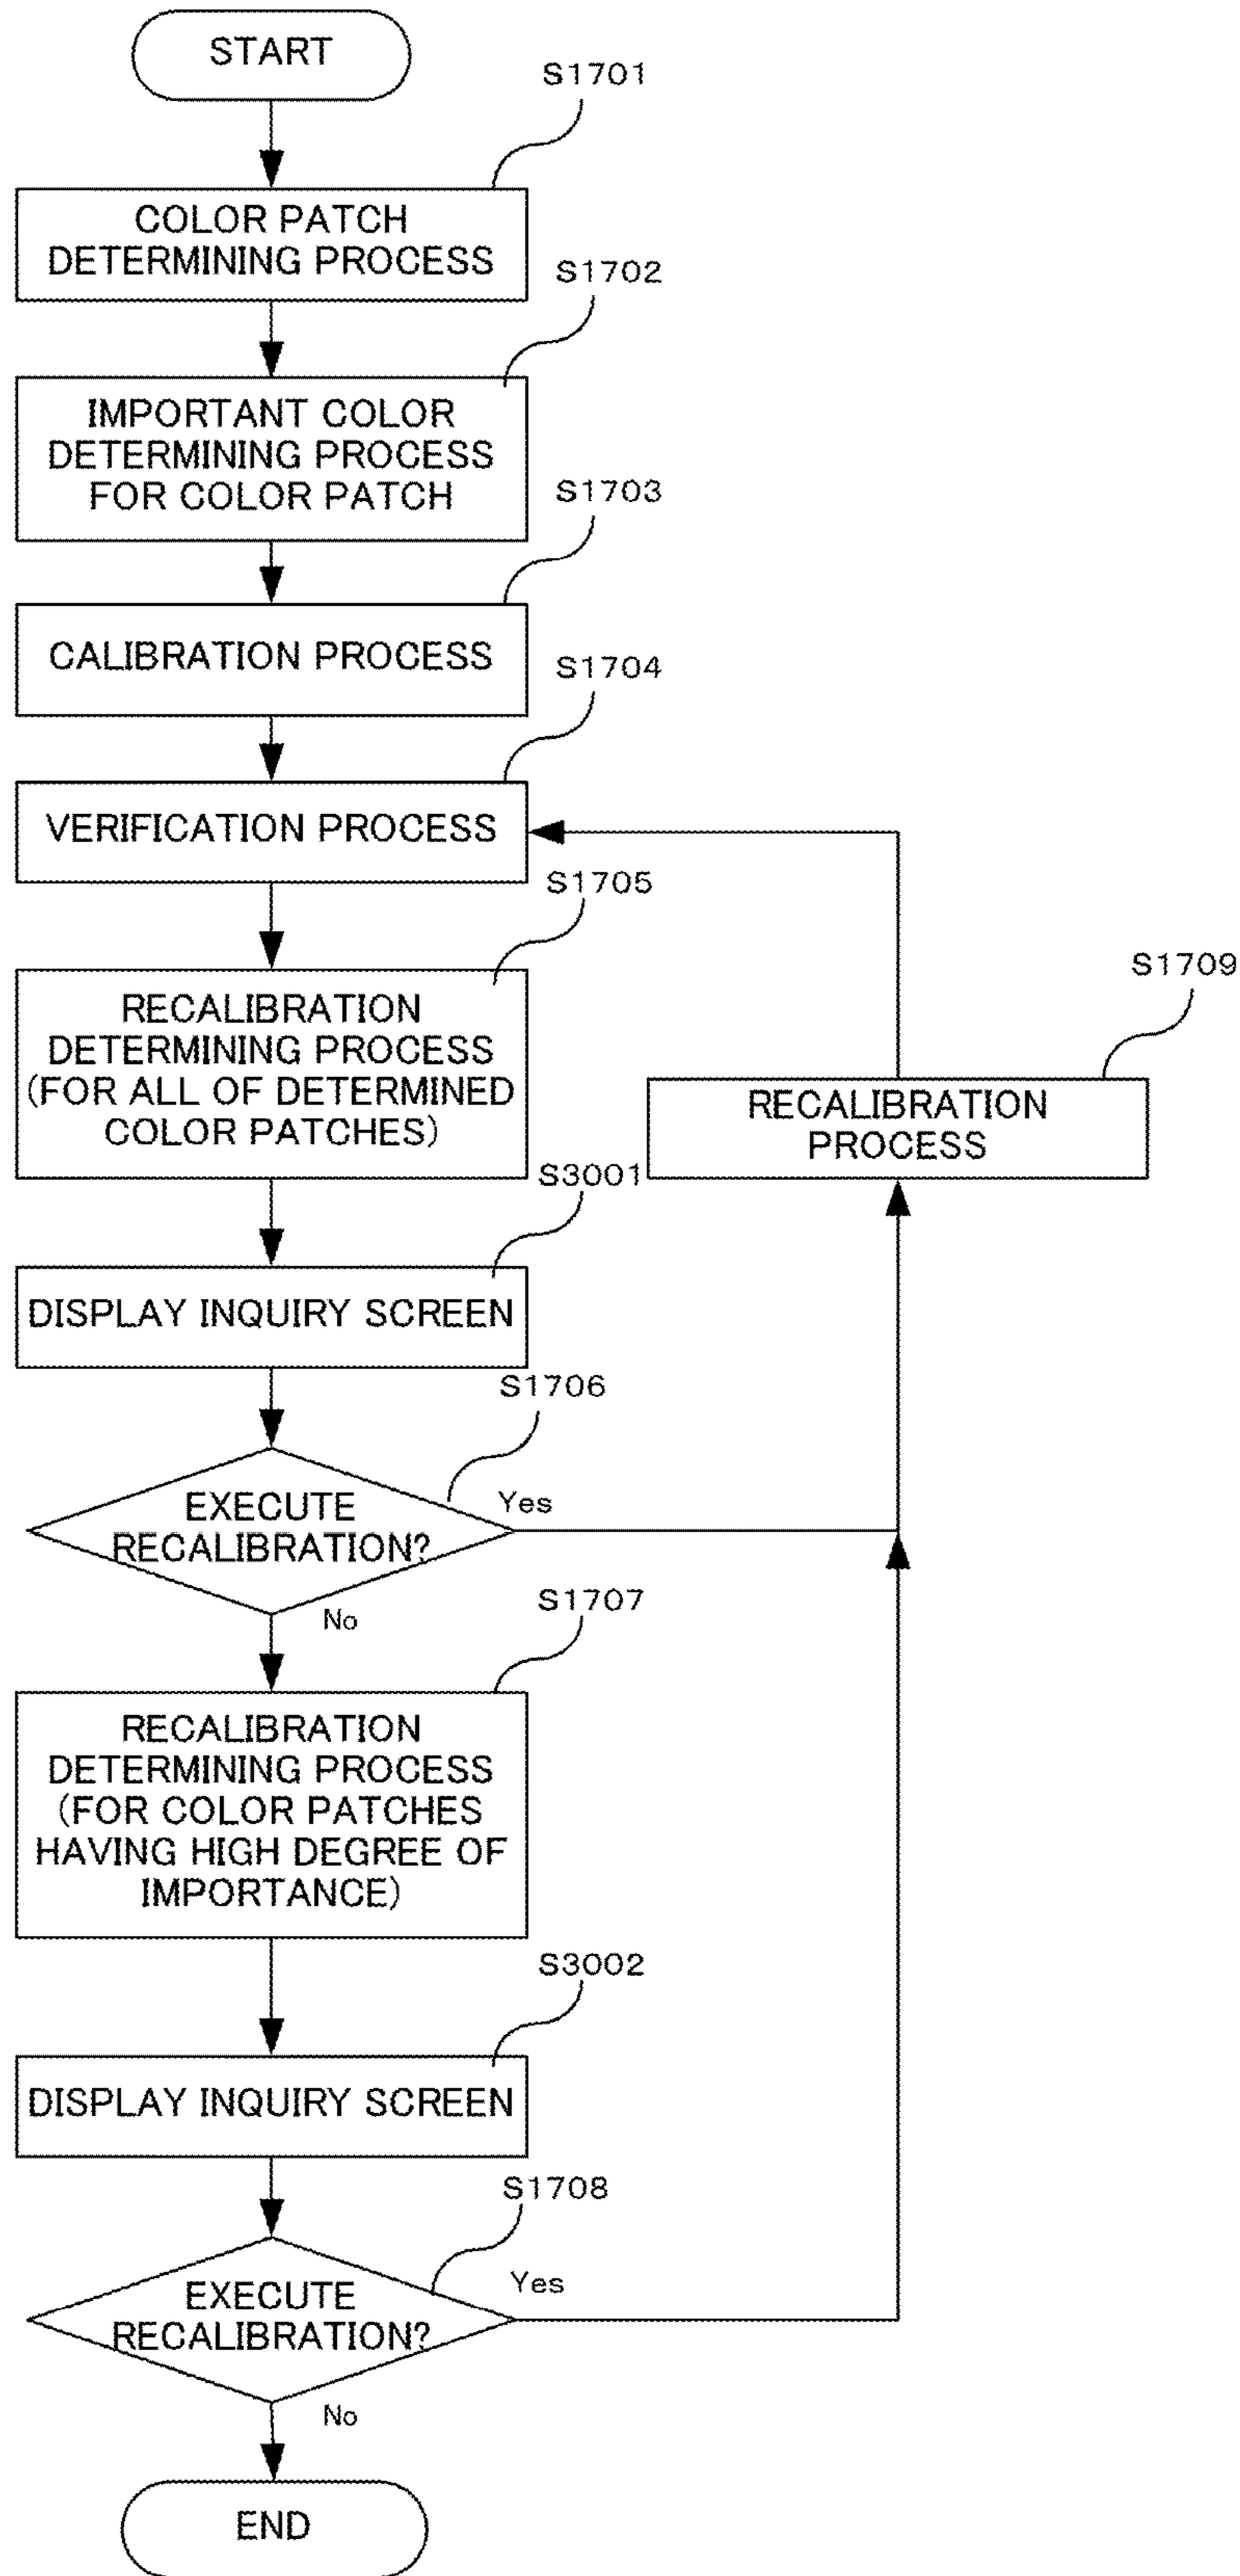 START
S1701
COLOR PATCH
DETERMINING PROCESS
S1702
IMPORTANT COLOR
DETERMINING PROCESS
FOR COLOR PATCH
S1703
CALIBRATION PROCESS
S1704
VERIFICATION PROCESS
S1705
RECALIBRATION
DETERMINING PROCESS
(FOR ALL OF DETERMINED
COLOR PATCHES)
S1709
RECALIBRATION
PROCESS
S3001
DISPLAY INQUIRY SCREEN
S1706
EXECUTE
RECALIBRATION?
Yes
No
S1707
RECALIBRATION
DETERMINING PROCESS
(FOR COLOR PATCHES
HAVING HIGH DEGREE OF
IMPORTANCE)
S3002
DISPLAY INQUIRY SCREEN
S1708
EXECUTE
RECALIBRATION?
Yes
No
END